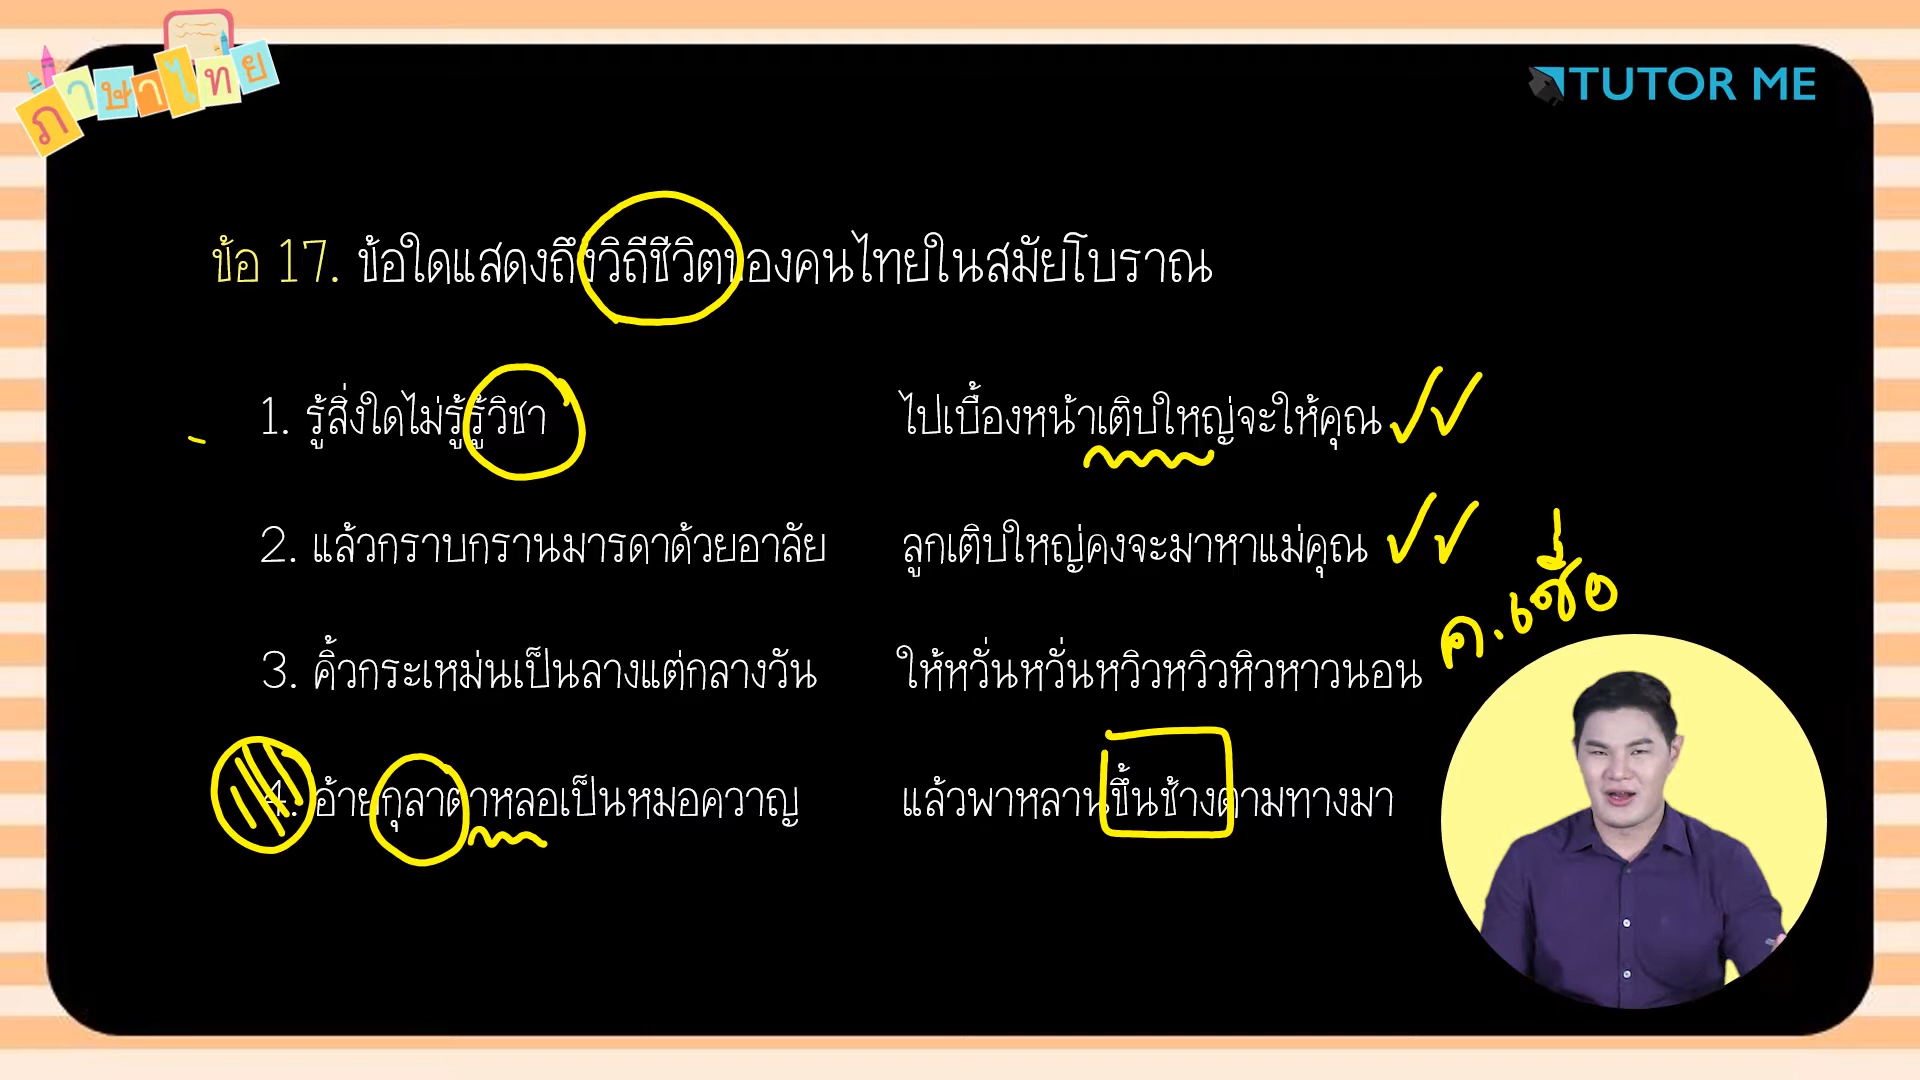 ภาษาไทย
TUTOR ME
ข้อ 17. ข้อใดแสดงถึงวิถีชีวิตของคนไทยในสมัยโบราณ
1. รู้สิ่งใดไม่รู้รู้วิชา ไปเบื้องหน้าเติบใหญ่จะให้คุณ
2. แล้วกราบกรานมารดาด้วยอาลัย ลูกเติบใหญ่คงจะมาหาแม่คุณ
ค.เชื่อ
3. คิ้วกระเหม่นเป็นลางแต่กลางวัน ให้หวั่นหวั่นหวิวหวิวหิวหาวนอน
4. อ้ายกุลาตาหลอเป็นหมอควาญ แล้วพาหลานขึ้นช้างตามทางมา